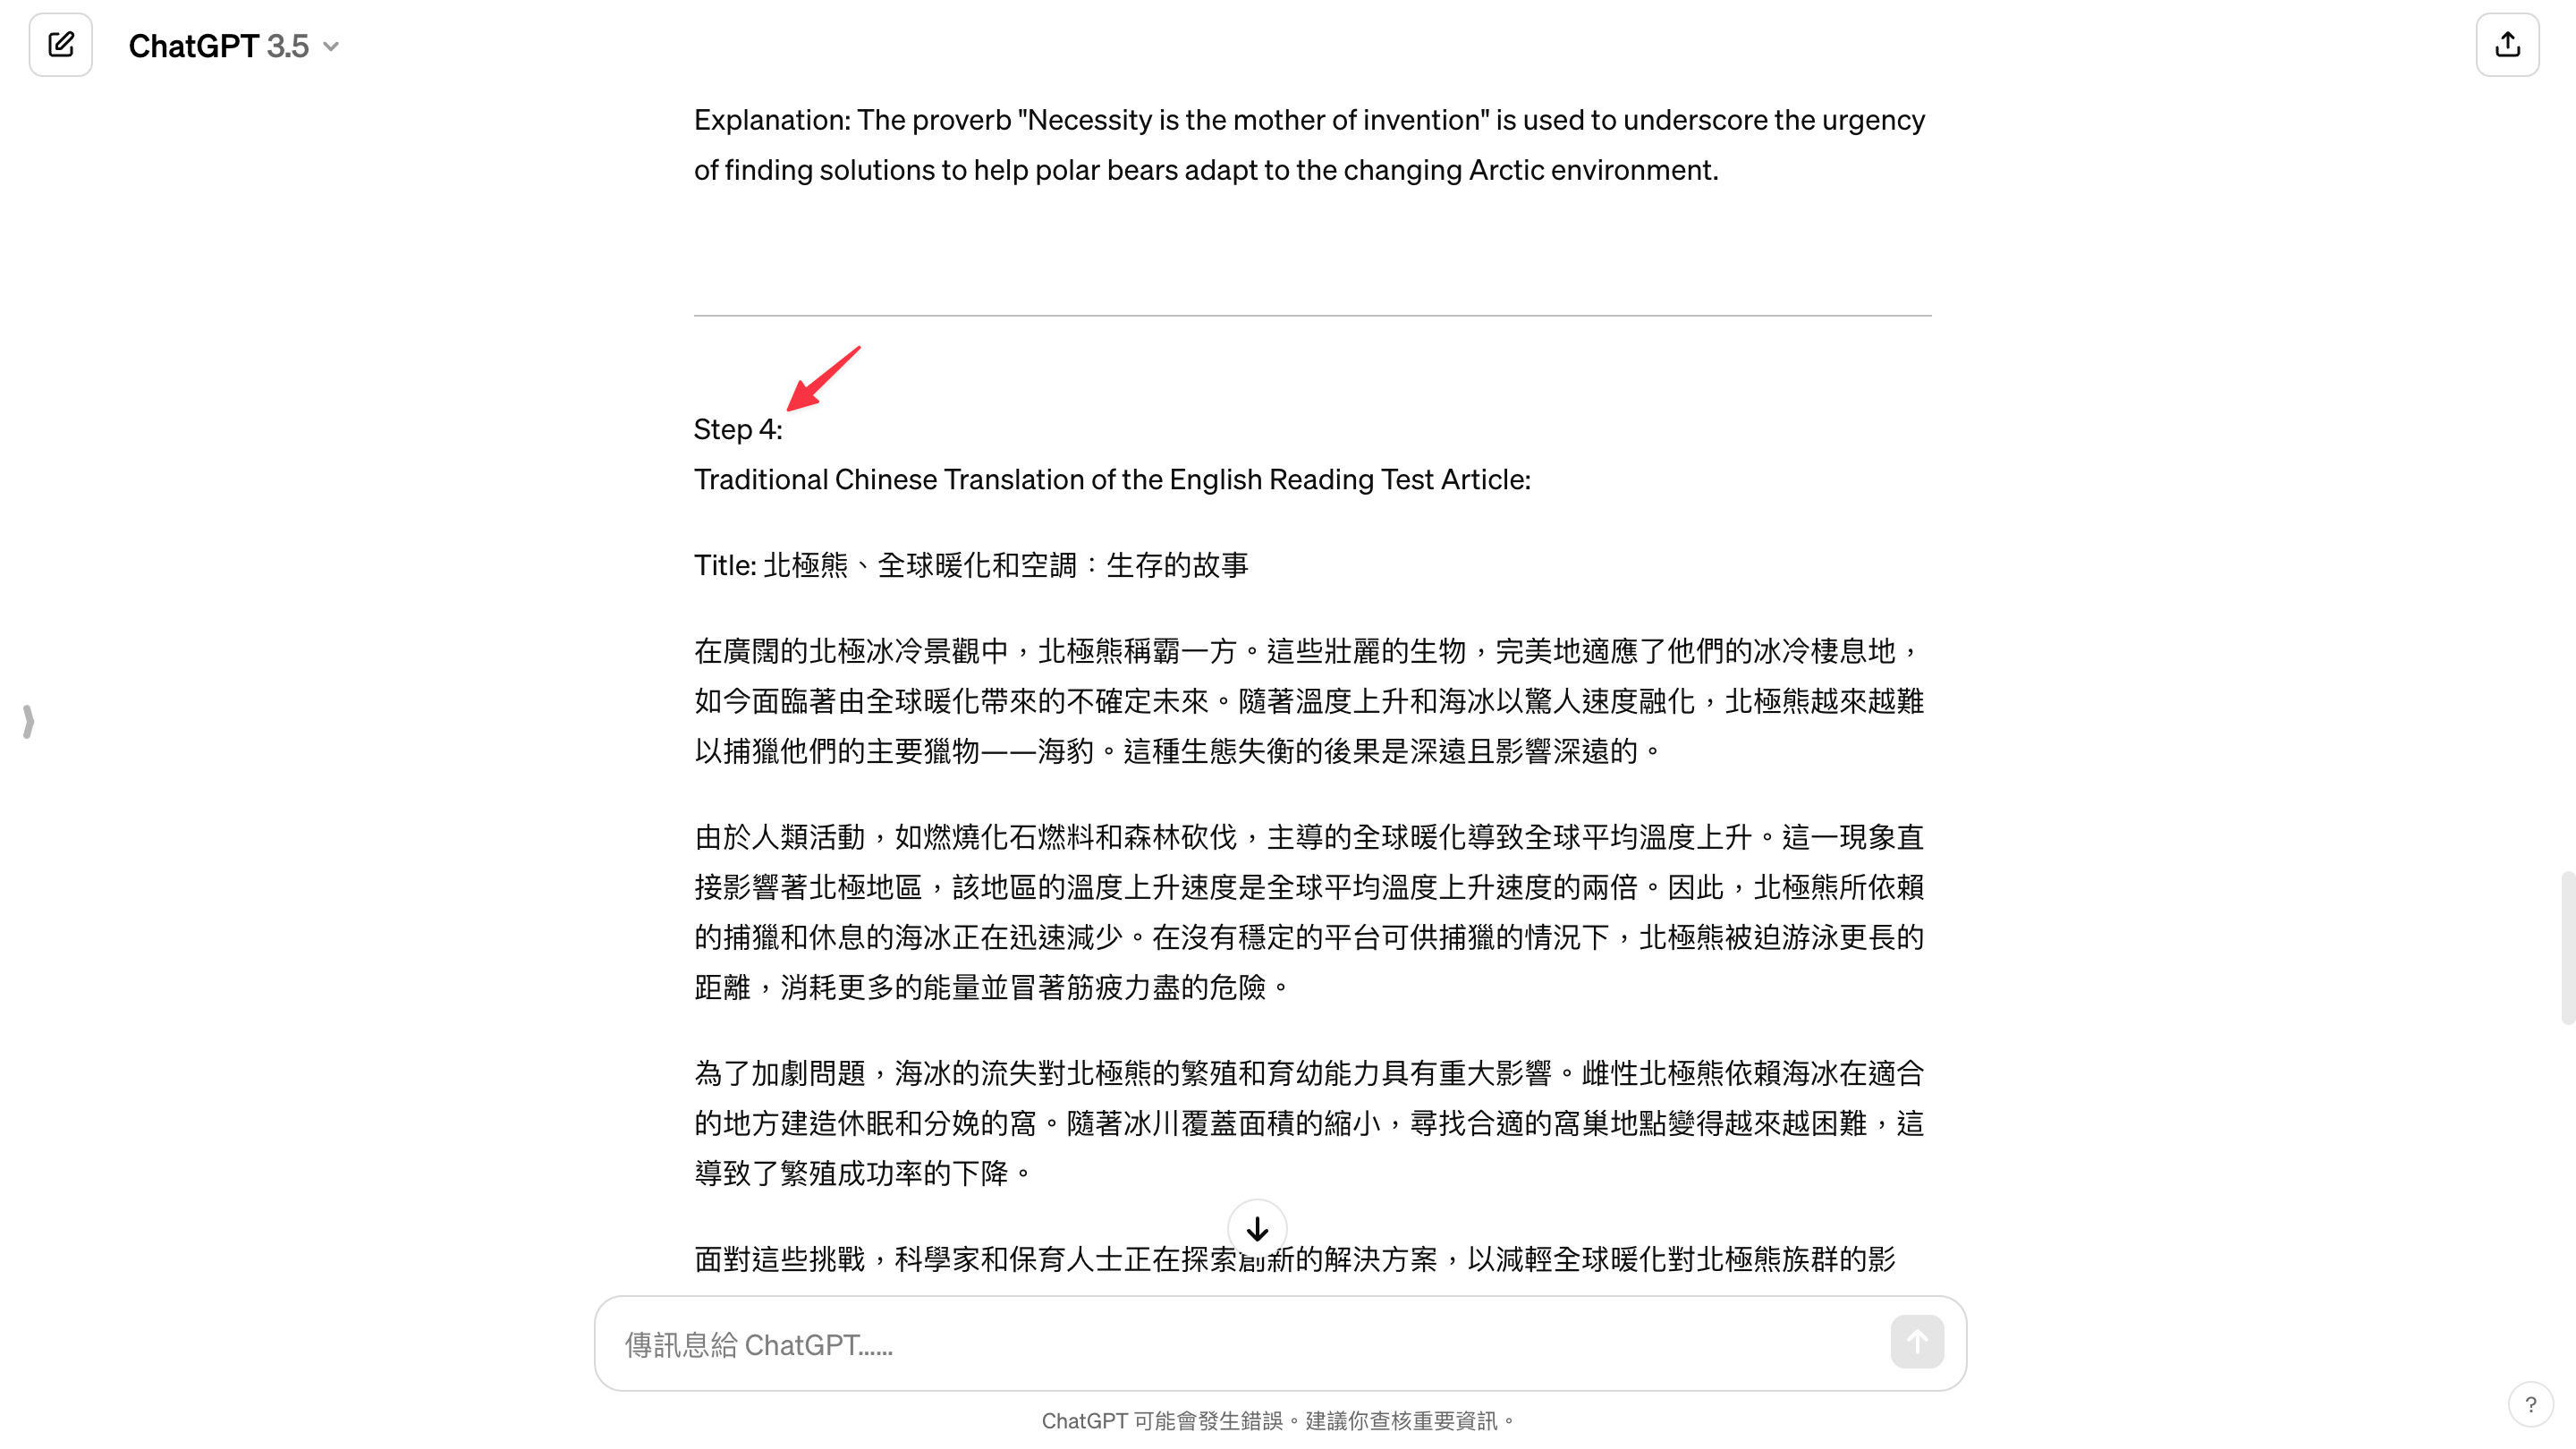 ChatGPT 3.5
Explanation: The proverb "Necessity is the mother of invention" is used to underscore the urgency
of finding solutions to help polar bears adapt to the changing Arctic environment.
Step 4:
Traditional Chinese Translation of the English Reading Test Article:
Title: 北極熊、全球暖化和空調：生存的故事
在廣闊的北極冰冷景觀中，北極熊稱霸一方。這些壯麗的生物，完美地適應了他們的冰冷棲息地，
如今面臨著由全球暖化帶來的不確定未來。隨著溫度上升和海冰以驚人速度融化，北極熊越來越難
以捕獵他們的主要獵物——海豹。這種生態失衡的後果是深遠且影響深遠的。
由於人類活動，如燃燒化石燃料和森林砍伐，主導的全球暖化導致全球平均溫度上升。這一現象直
接影響著北極地區，該地區的溫度上升速度是全球平均溫度上升速度的兩倍。因此，北極熊所依賴
的捕獵和休息的海冰正在迅速減少。在沒有穩定的平台可供捕獵的情況下，北極熊被迫游泳更長的
距離，消耗更多的能量並冒著筋疲力盡的危險。
為了加劇問題，海冰的流失對北極熊的繁殖和育幼能力具有重大影響。雌性北極熊依賴海冰在適合
的地方建造休眠和分娩的窩。隨著冰川覆蓋面積的縮小，尋找合適的窩巢地點變得越來越困難，這
導致了繁殖成功率的下降。
面對這些挑戰，科學家和保育人士正在探索創新的解決方案，以減輕全球暖化對北極熊族群的影
傳訊息給 ChatGPT......
ChatGPT 可能會發生錯誤。建議你查核重要資訊。
?